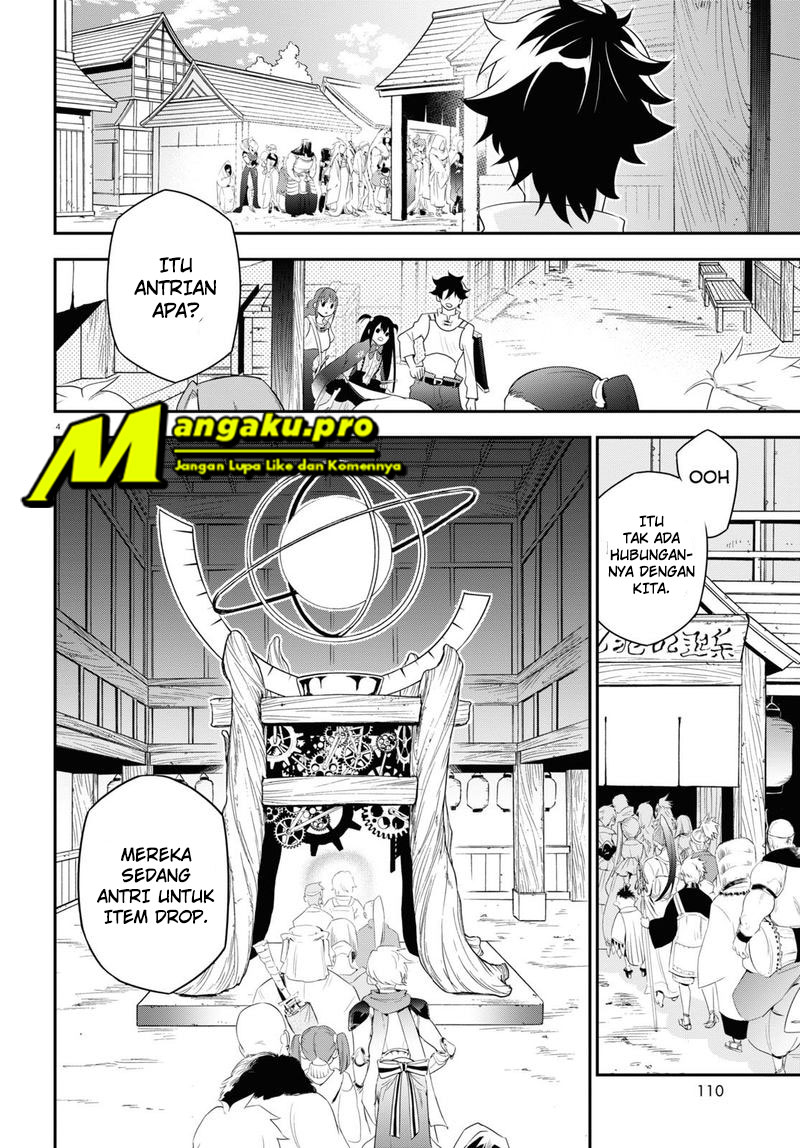 ITU
ANTRIAN
APA?
4
Mangaku.pro
Jangan Lupa Like dan Komennya
OOH
ITU
TAK ADA
HUBUNGAN-
NYA DENGAN
KITA.
MEREKA
SEDANG
ANTRI UNTUK
ITEM DROP.
110